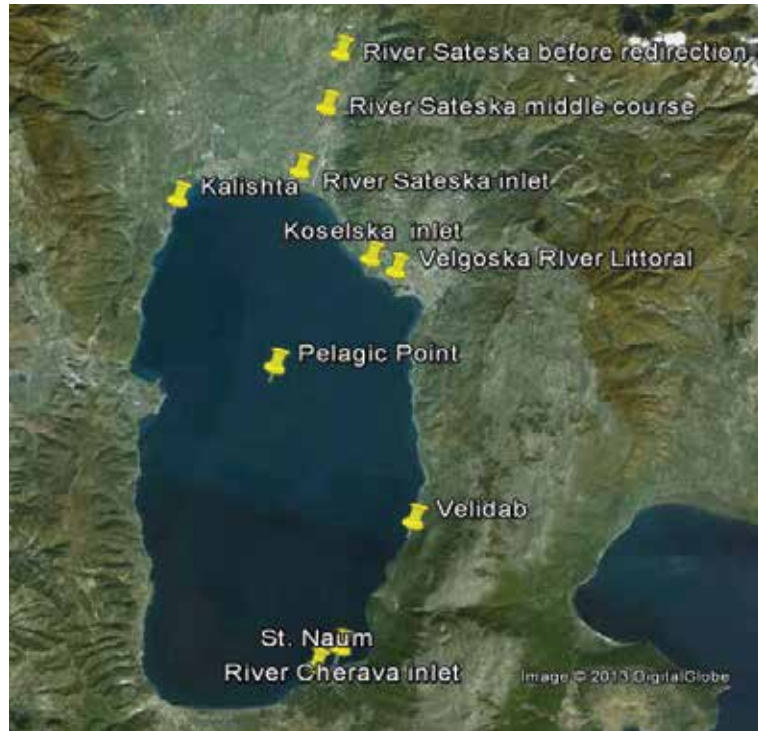 River Sateska before redirection
River Sateska middle course
River Sateska inlet
Kalishta
Koselska inlet
Velgoska RIver Littoral
Pelagic Point
Velidab
St. Naum
River Cherava inlet
Image © 2013 DigitalGlobe